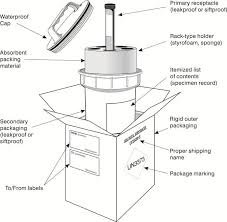 Waterproof
Cap
Primary receptacle
(leakproof or siftproof)
Rack-type holder
(styrofoam, sponge)
Absorbent
packing
material
Itemized list
of contents
(specimen record)
Secondary
packaging
(leakproof or
siftproof)
Rigid outer
packaging
Proper shipping
name
UN3373
Package marking
To/From labels